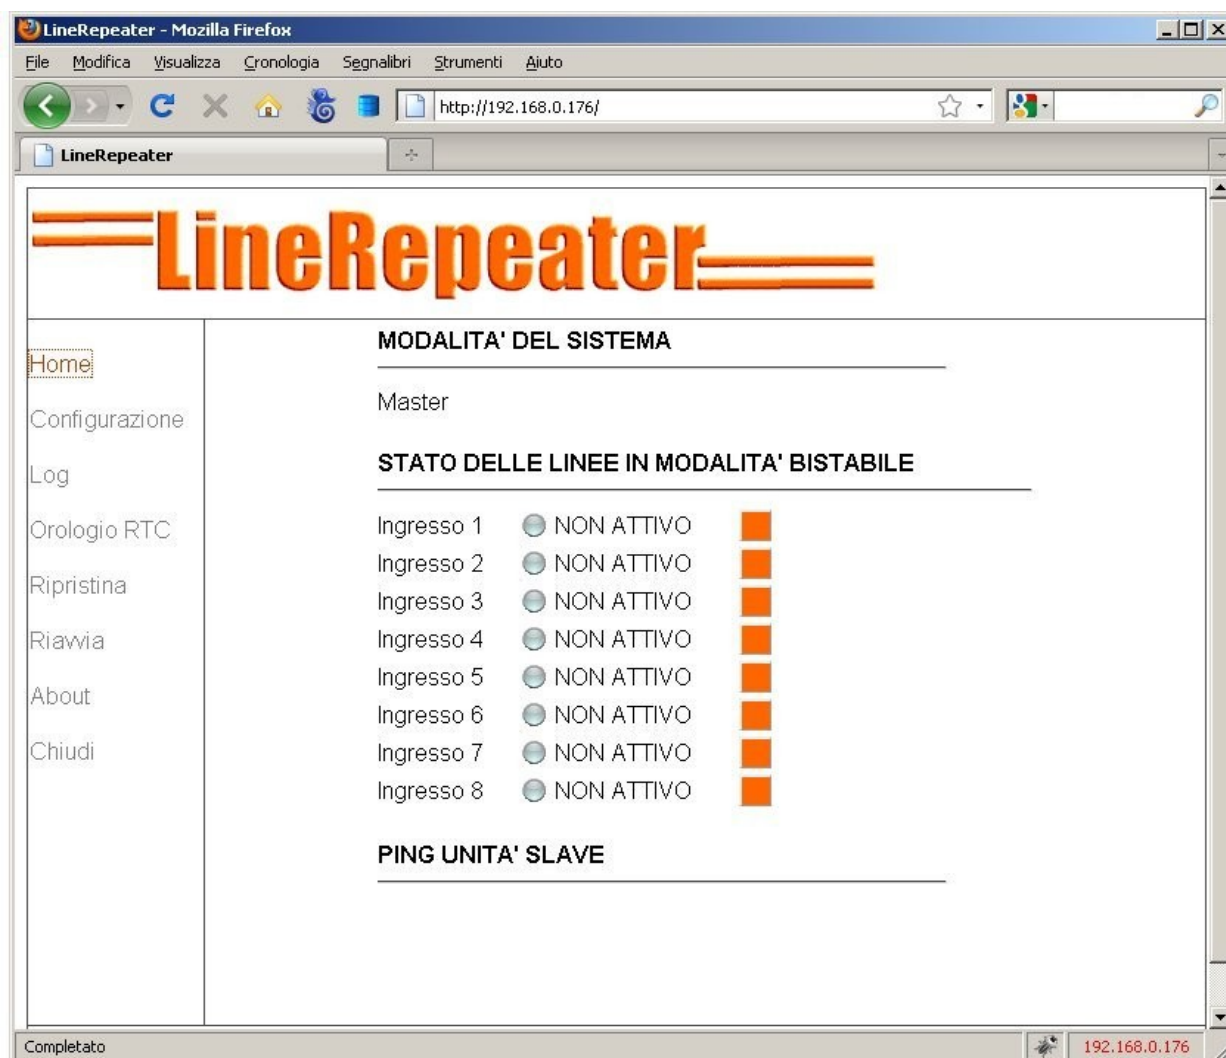 LineRepeater - Mozilla Firefox
File Modifica Visualizza Cronologia Segnalibri Strumenti Aiuto
http://192.168.0.176/
LineRepeater
LineRepeater
Home
Configurazione
Log
Orologio RTC
Ripristina
Riavvia
About
Chiudi
MODALITA' DEL SISTEMA
Master
STATO DELLE LINEE IN MODALITA' BISTABILE
Ingresso 1 NON ATTIVO
Ingresso 2 NON ATTIVO
Ingresso 3 NON ATTIVO
Ingresso 4 NON ATTIVO
Ingresso 5 NON ATTIVO
Ingresso 6 NON ATTIVO
Ingresso 7 NON ATTIVO
Ingresso 8 NON ATTIVO
PING UNITA' SLAVE
Completato 192.168.0.176